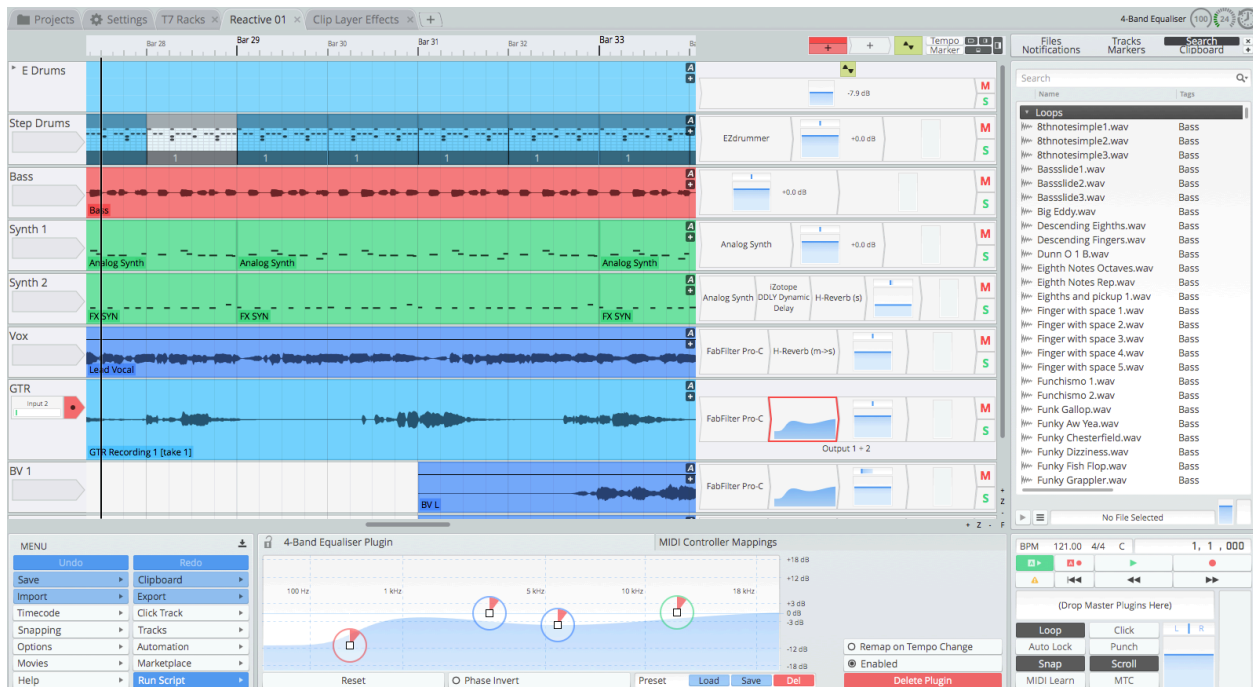 Projects Settings T7 Racks × Reactive 01 × Clip Layer Effects × +
4-Band Equaliser 100 24
Bar 28 Bar 29 Bar 30 Bar 31 Bar 32 Bar 33 Ba
+ + Tempo
Marker
Files Tracks Search ×
Notifications Markers Clipboard +
E Drums A + -7.9 dB M S
Step Drums 1 1 1 1 1 1 A + EZdrummer +0.0 dB M S
Bass Bass A + +0.0 dB M S
Synth 1 Analog Synth Analog Synth Analog Synth A + Analog Synth +0.0 dB M S
Synth 2 FX SYN FX SYN FX SYN A + Analog Synth iZotope DDLY Dynamic Delay H-Reverb (s) M S
Vox Lead Vocal A + FabFilter Pro-C H-Reverb (m->s) M S
GTR Input 2 GTR Recording 1 [take 1] A + FabFilter Pro-C Output 1 + 2 M S
BV 1 BV L A + FabFilter Pro-C M S
+ Z - F
+
Z
-
Search
Name Tags
Loops
8thnotesimple1.wav Bass
8thnotesimple2.wav Bass
8thnotesimple3.wav Bass
Bassslide1.wav Bass
Bassslide2.wav Bass
Bassslide3.wav Bass
Big Eddy.wav Bass
Descending Eighths.wav Bass
Descending Fingers.wav Bass
Dunn O 1 B.wav Bass
Eighth Notes Octaves.wav Bass
Eighth Notes Rep.wav Bass
Eighths and pickup 1.wav Bass
Finger with space 1.wav Bass
Finger with space 2.wav Bass
Finger with space 3.wav Bass
Finger with space 4.wav Bass
Finger with space 5.wav Bass
Funchismo 1.wav Bass
Funchismo 2.wav Bass
Funk Gallop.wav Bass
Funky Aw Yea.wav Bass
Funky Chesterfield.wav Bass
Funky Dizziness.wav Bass
Funky Fish Flop.wav Bass
Funky Grappler.wav Bass
No File Selected
MENU
Undo Redo
Save Clipboard
Import Export
Timecode Click Track
Snapping Tracks
Options Automation
Movies Marketplace
Help Run Script
4-Band Equaliser Plugin MIDI Controller Mappings
100 Hz 1 kHz 5 kHz 10 kHz 18 kHz
+18 dB
+12 dB
+3 dB
0 dB
-3 dB
-12 dB
-18 dB
Remap on Tempo Change
Enabled
Reset Phase Invert Preset Load Save Del Delete Plugin
BPM 121.00 4/4 C 1, 1, 000
A A
(Drop Master Plugins Here)
Loop Click L R
Auto Lock Punch
Snap Scroll
MIDI Learn MTC